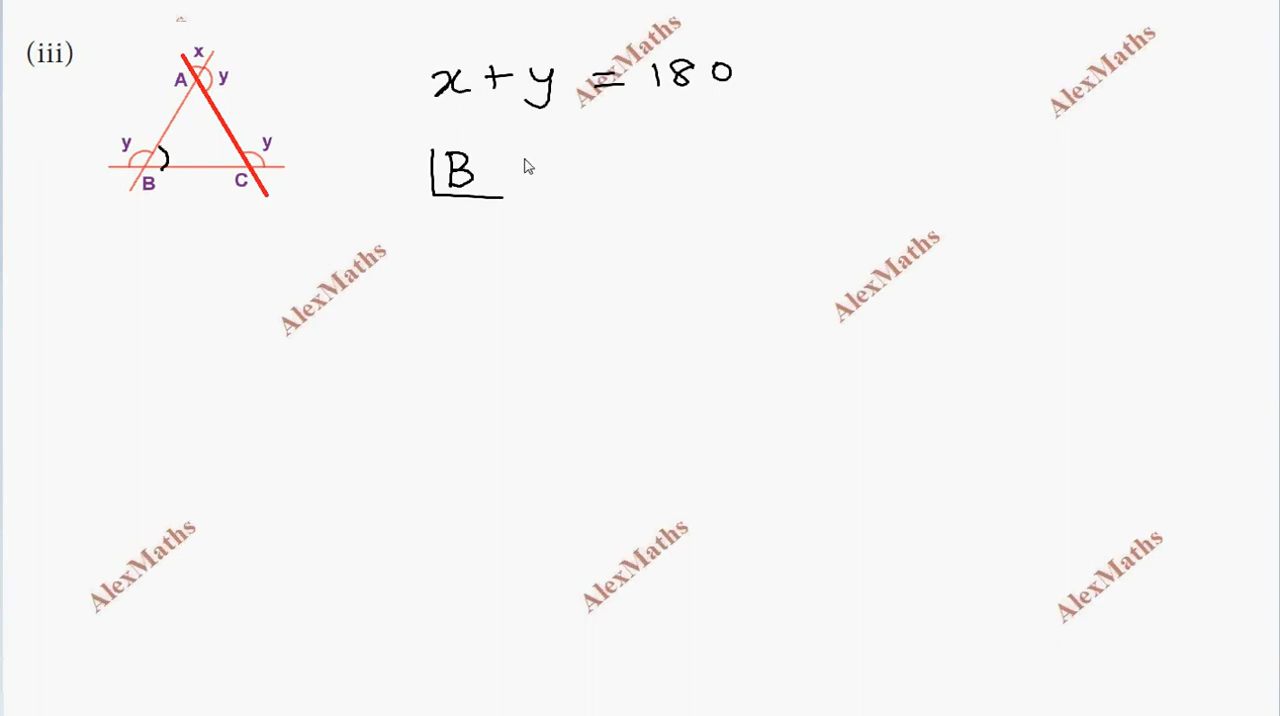 (iii)
x
A
y
y
y
B
C
x + y = 180
B
AlexMaths
AlexMaths
AlexMaths
AlexMaths
AlexMaths
AlexMaths
AlexMaths